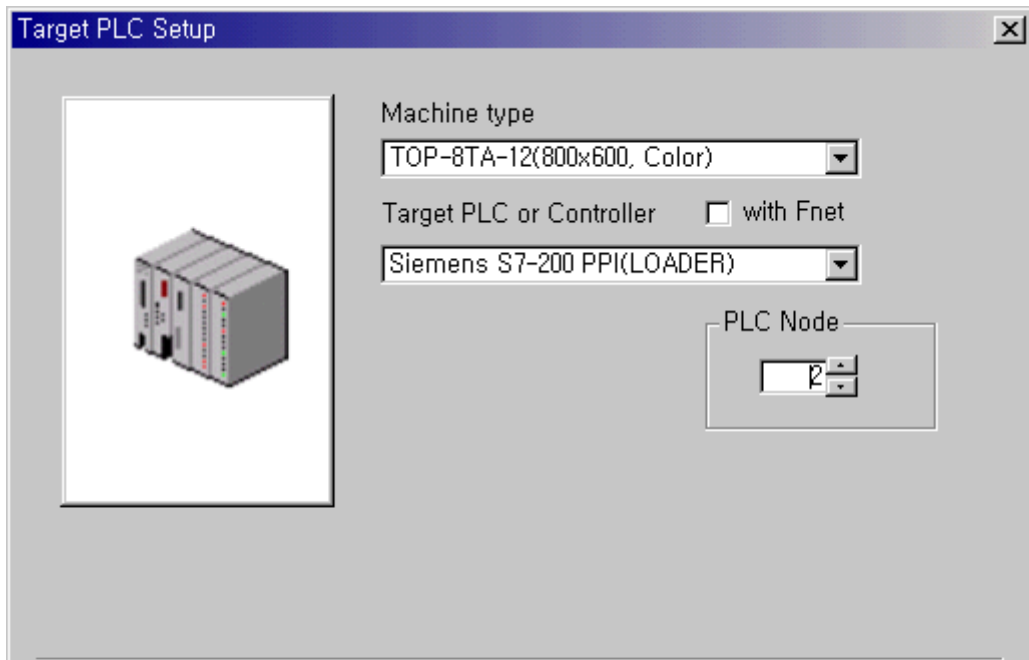 Target PLC Setup
Machine type
TOP-8TA-12(800x600, Color)
Target PLC or Controller with Fnet
Siemens S7-200 PPI(LOADER)
PLC Node
2